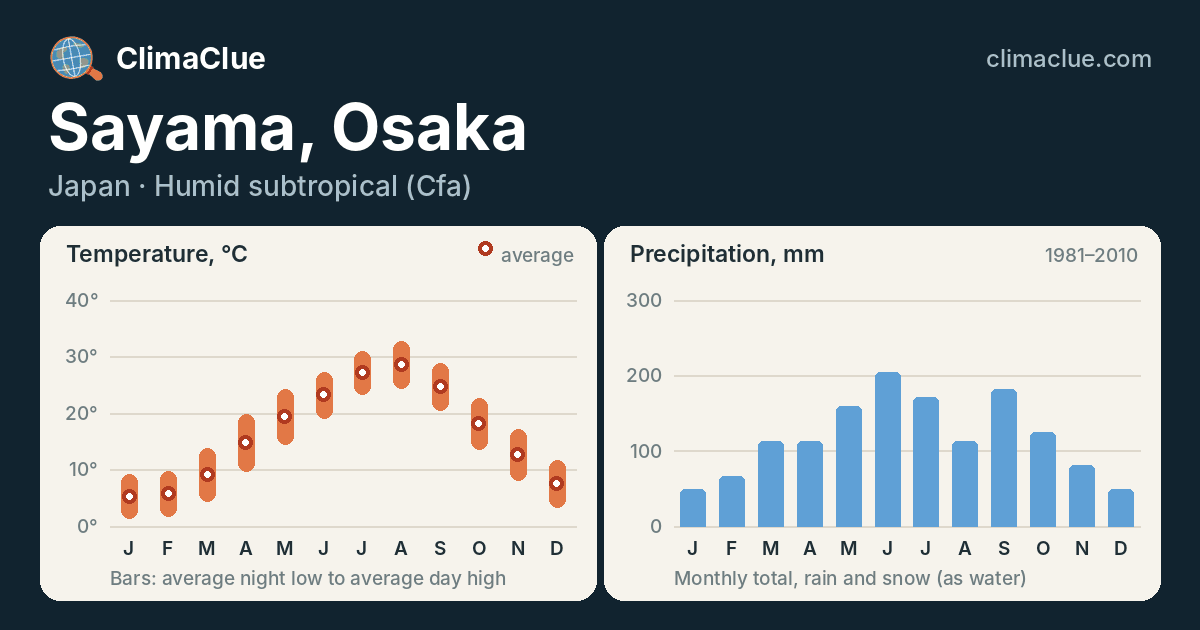 ClimaClue
climaclue.com
Sayama, Osaka
Japan · Humid subtropical (Cfa)
Temperature, °C
average
40°
30°
20°
10°
0°
J F M A M J J A S O N D
Bars: average night low to average day high
Precipitation, mm
1981–2010
300
200
100
0
J F M A M J J A S O N D
Monthly total, rain and snow (as water)